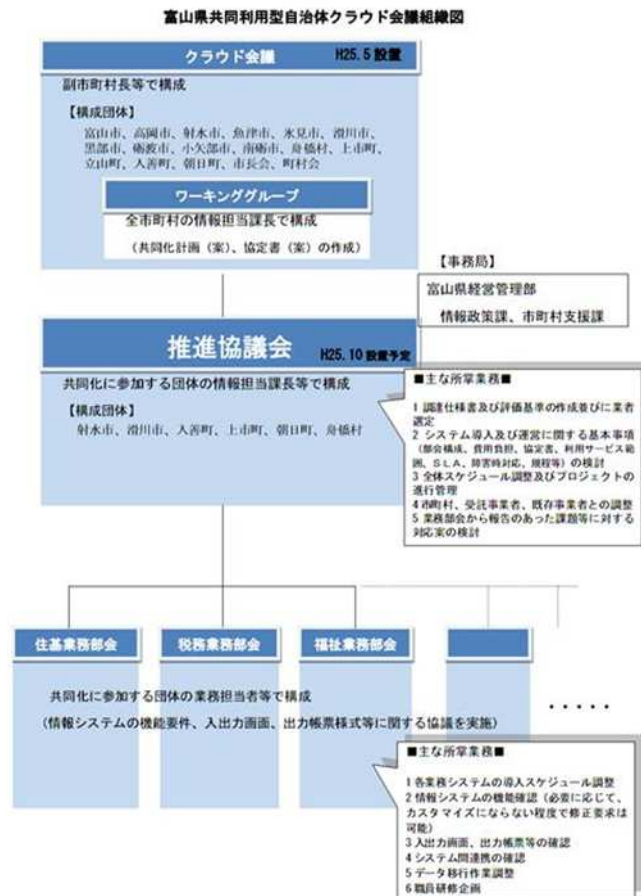 富山県共同利用型自治体クラウド会議組織図
クラウド会議 H25.5 設置
副市町村長等で構成
【構成団体】
富山市、高岡市、射水市、魚津市、氷見市、滑川市、
黒部市、砺波市、小矢部市、南砺市、舟橋村、上市町、
立山町、入善町、朝日町、市長会、町村会
ワーキンググループ
全市町村の情報担当課長で構成
（共同化計画（案）、協定書（案）の作成）
【事務局】
富山県経営管理部
情報政策課、市町村支援課
推進協議会 H25.10 設置予定
共同化に参加する団体の情報担当課長等で構成
【構成団体】
射水市、滑川市、入善町、上市町、朝日町、舟橋村
■主な所掌業務■
1 調達仕様書及び評価基準の作成並びに業者
選定
2 システム導入及び運営に関する基本事項
（部会構成、費用負担、協定書、利用サービス範
囲、ＳＬＡ、障害時対応、規程等）の検討
3 全体スケジュール調整及びプロジェクトの
進行管理
4 市町村、受託事業者、既存事業者との調整
5 業務部会から報告のあった課題等に対する
対応案の検討
住基業務部会
税務業務部会
福祉業務部会
共同化に参加する団体の業務担当者等で構成
（情報システムの機能要件、入出力画面、出力帳票様式等に関する協議を実施）
・・・・・
■主な所掌業務■
1 各業務システムの導入スケジュール調整
2 情報システムの機能確認（必要に応じて、
カスタマイズにならない程度で修正要求は
可能）
3 入出力画面、出力帳票等の確認
4 システム間連携の確認
5 データ移行作業調整
6 職員研修企画